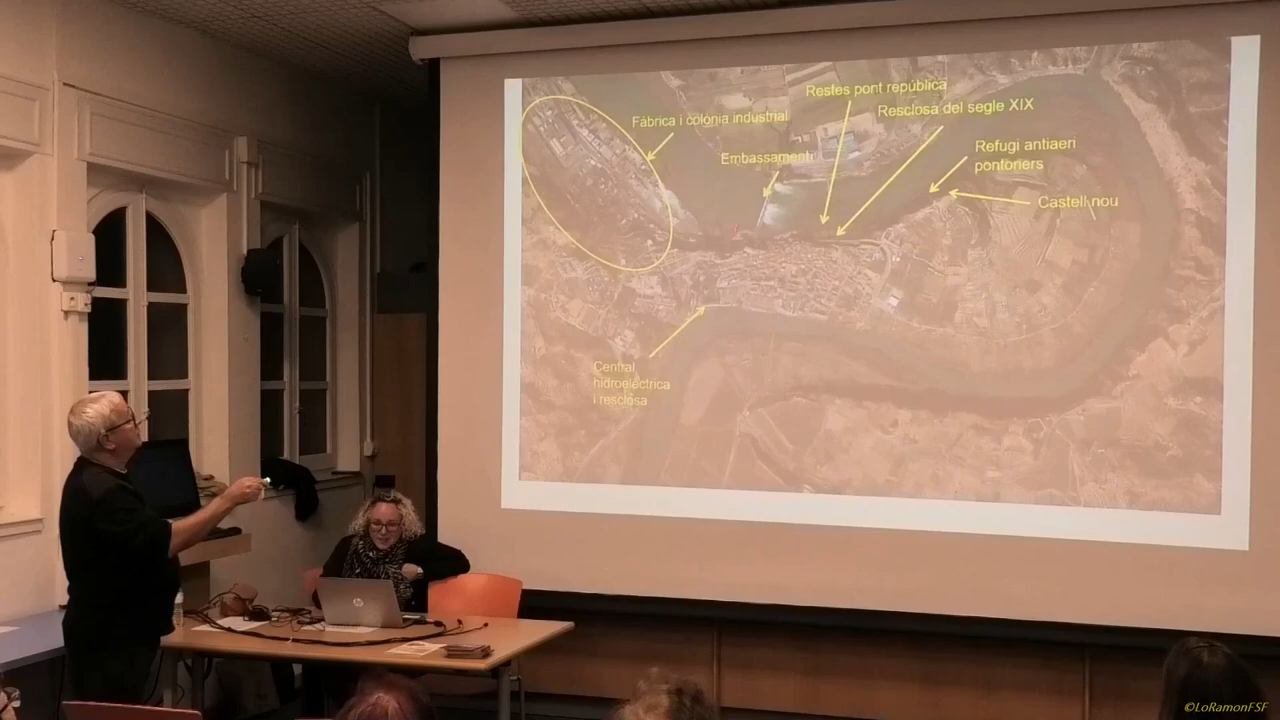 Restes pont república
Resclosa del segle XIX
Fàbrica i colònia industrial
Embassament
Refugi antiaeri
pontoners
Castell nou
Central
hidroelèctrica
i resclosa
hp
©LoRamonFSF